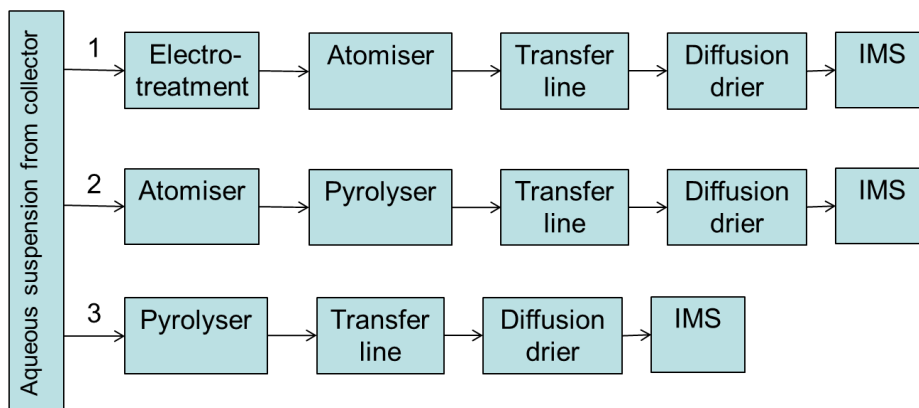 Aqueous suspension from collector
1
Electro-
treatment
Atomiser
Transfer
line
Diffusion
drier
IMS
2
Atomiser
Pyrolyser
Transfer
line
Diffusion
drier
IMS
3
Pyrolyser
Transfer
line
Diffusion
drier
IMS